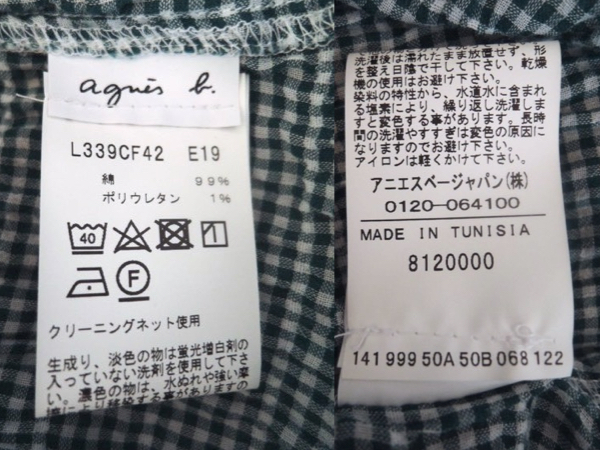 agnès b.
L339CF42 E19
綿 99%
ポリウレタン 1%
40
F
クリーニングネット使用
生成り、淡色の物は蛍光増白剤の
入っていない洗剤を使用して下さ
い。濃色の物は、水ぬれや強い摩
洗濯後は濡れたまま放置せず、形
を整え日陰で干して下さい。乾燥
機の使用はお避け下さい。
染料の特性から、水道水に含まれ
る塩素により、繰り返し洗濯しま
すと変色する事があります。長時
間の洗濯やすすぎは変色の原因に
なりますのでお避け下さい。
アイロンは軽くかけて下さい。
アニエスベージャパン(株)
0120-064100
MADE IN TUNISIA
8120000
141 999 50A 50B 068 122